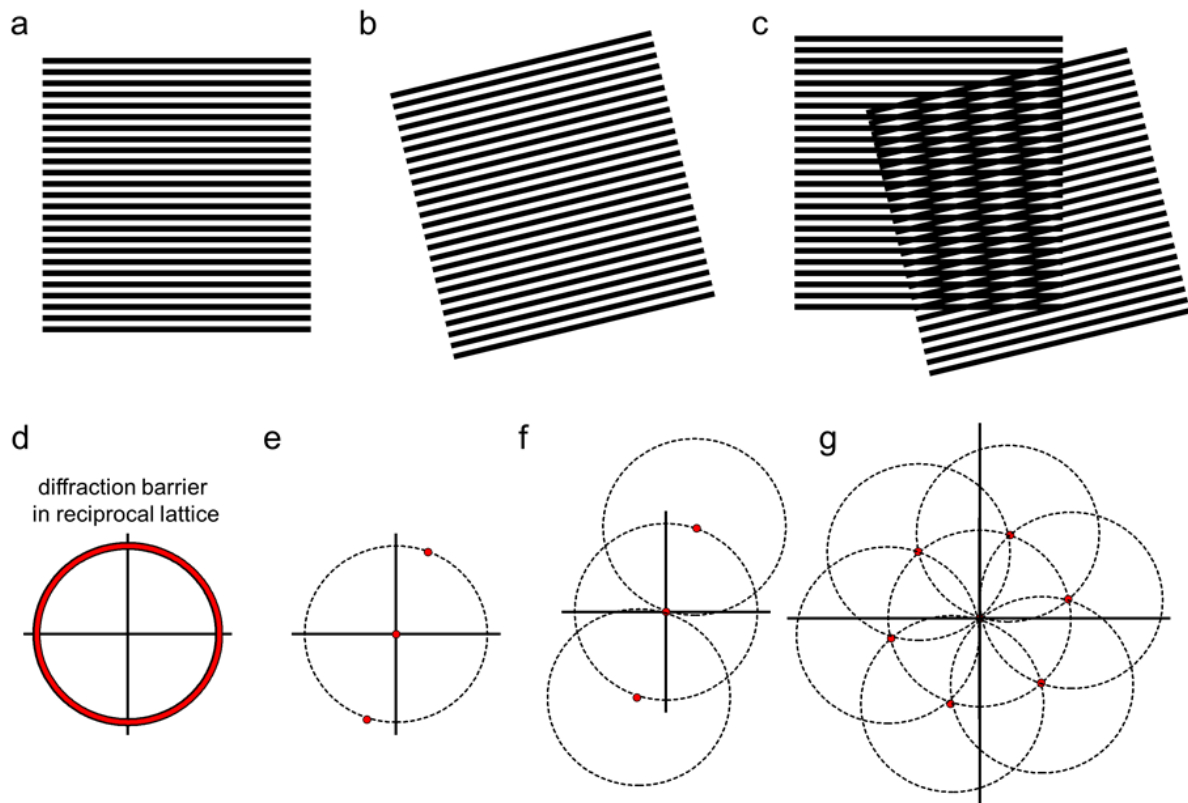 a
b
c
d
e
f
g
diffraction barrier
in reciprocal lattice